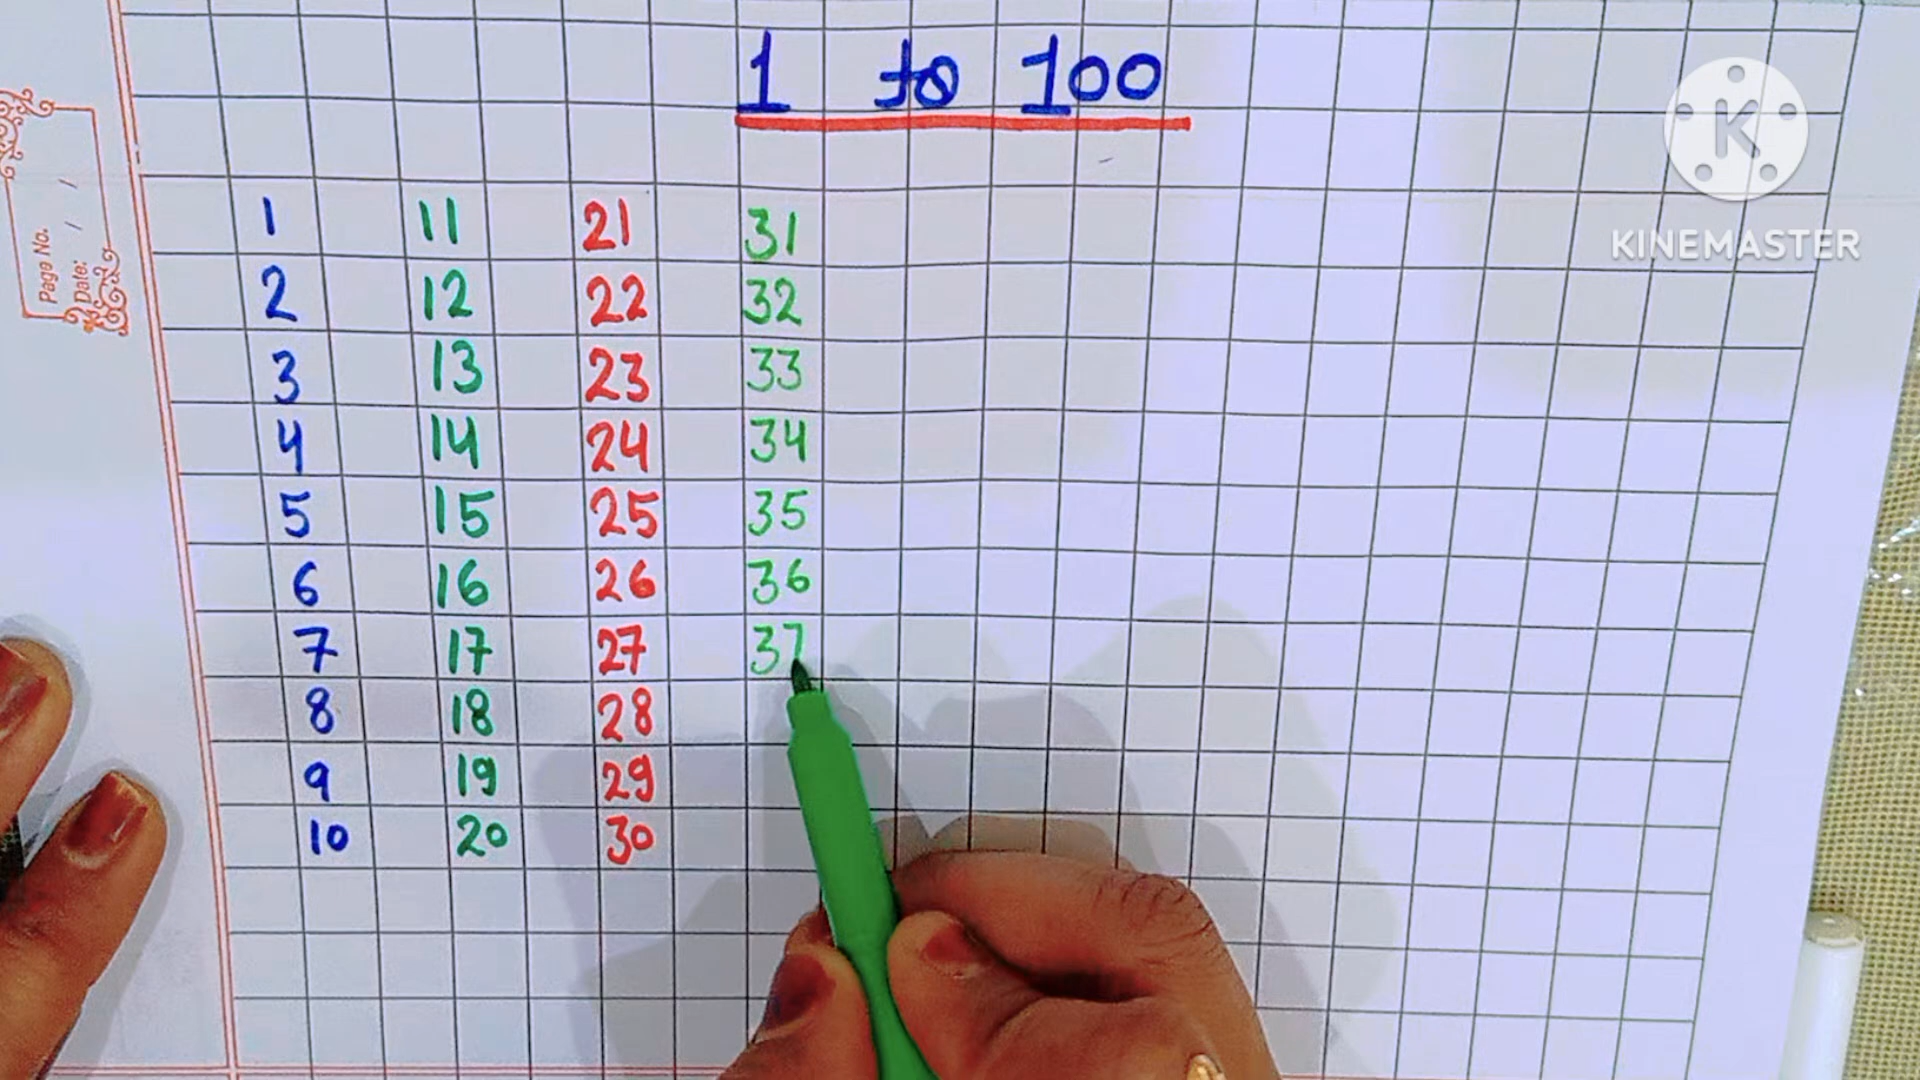 1 to 100
KINEMASTER
Page No.
Date: / /
1 11 21 31
2 12 22 32
3 13 23 33
4 14 24 34
5 15 25 35
6 16 26 36
7 17 27 37
8 18 28
9 19 29
10 20 30